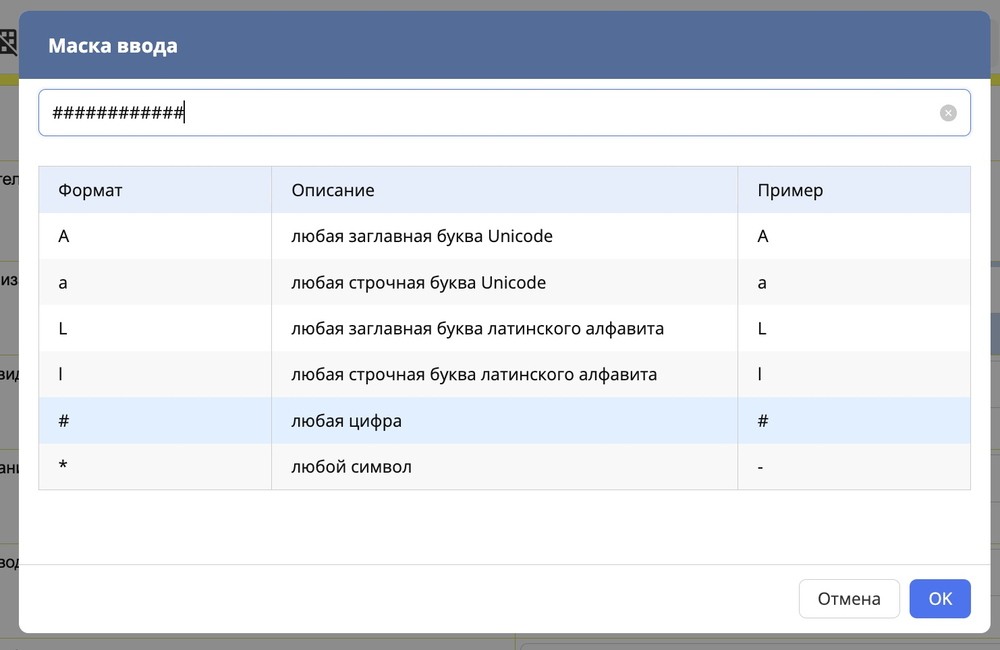 Маска ввода
############
Формат Описание Пример
A любая заглавная буква Unicode A
a любая строчная буква Unicode a
L любая заглавная буква латинского алфавита L
l любая строчная буква латинского алфавита l
# любая цифра #
* любой символ -
Отмена OK